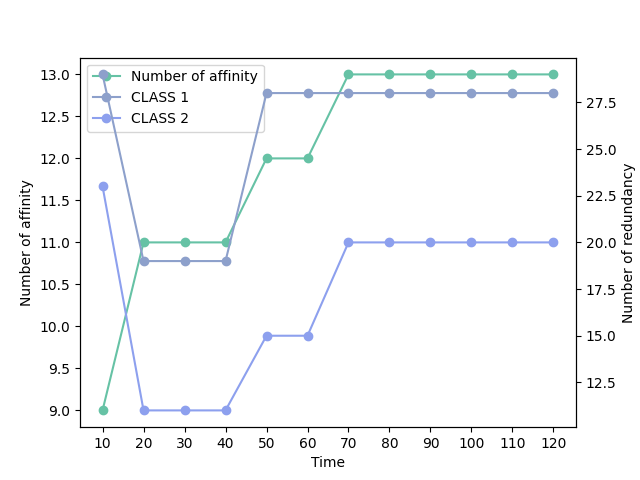 Number of affinity
CLASS 1
CLASS 2
13.0
12.5
12.0
11.5
11.0
10.5
10.0
9.5
9.0
Number of affinity
27.5
25.0
22.5
20.0
17.5
15.0
12.5
Number of redundancy
10 20 30 40 50 60 70 80 90 100 110 120
Time